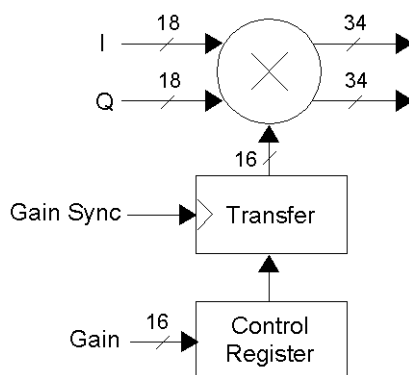 I
18
34
Q
18
34
16
Gain Sync
Transfer
Gain
16
Control
Register